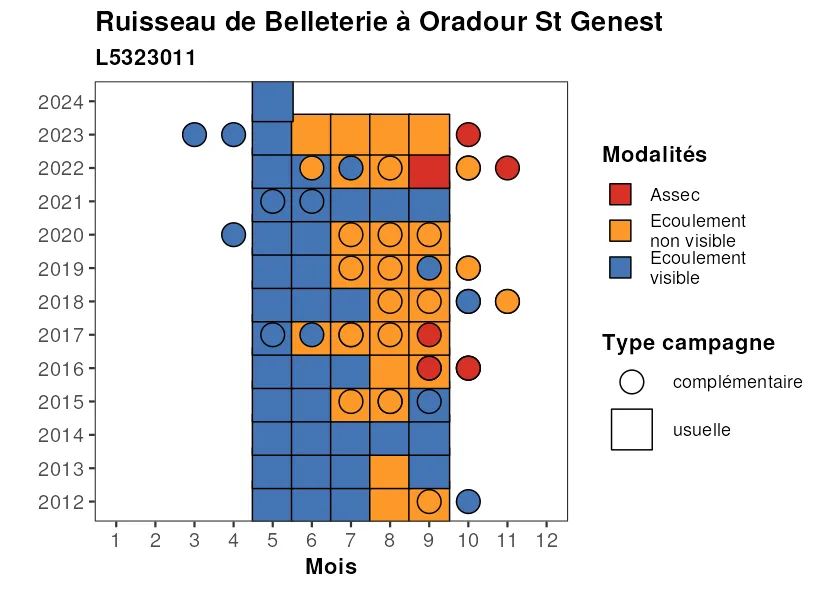 Ruisseau de Belleterie à Oradour St Genest
L5323011
2024
2023
2022
2021
2020
2019
2018
2017
2016
2015
2014
2013
2012
1 2 3 4 5 6 7 8 9 10 11 12
Mois
Modalités
Assec
Ecoulement
non visible
Ecoulement
visible
Type campagne
complémentaire
usuelle